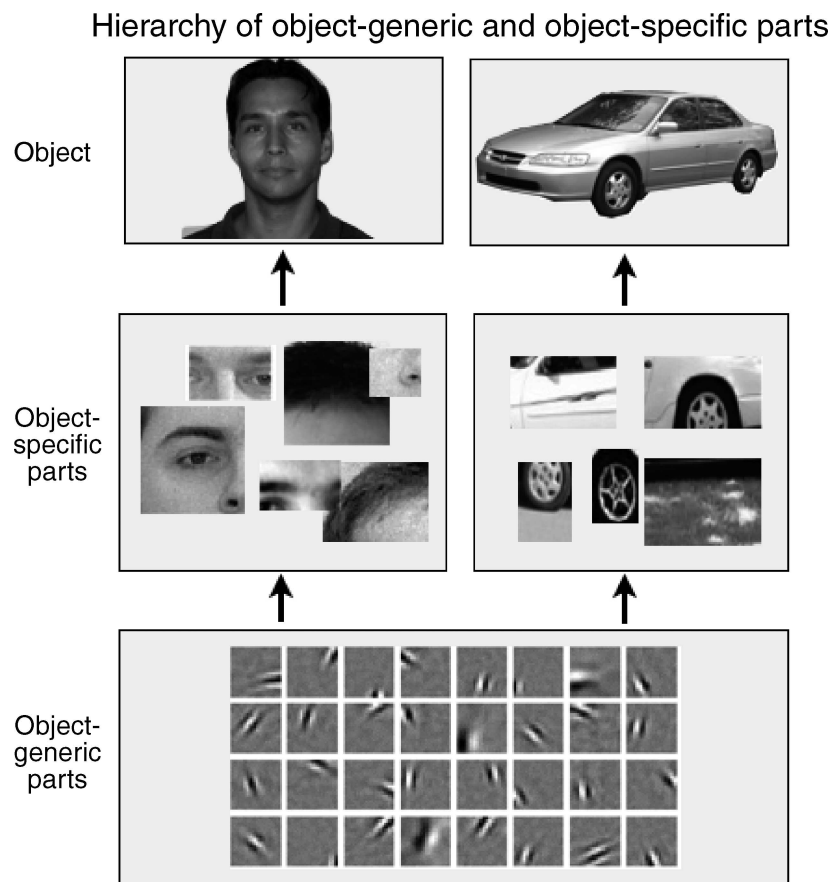 Hierarchy of object-generic and object-specific parts
Object
Object-
specific
parts
Object-
generic
parts